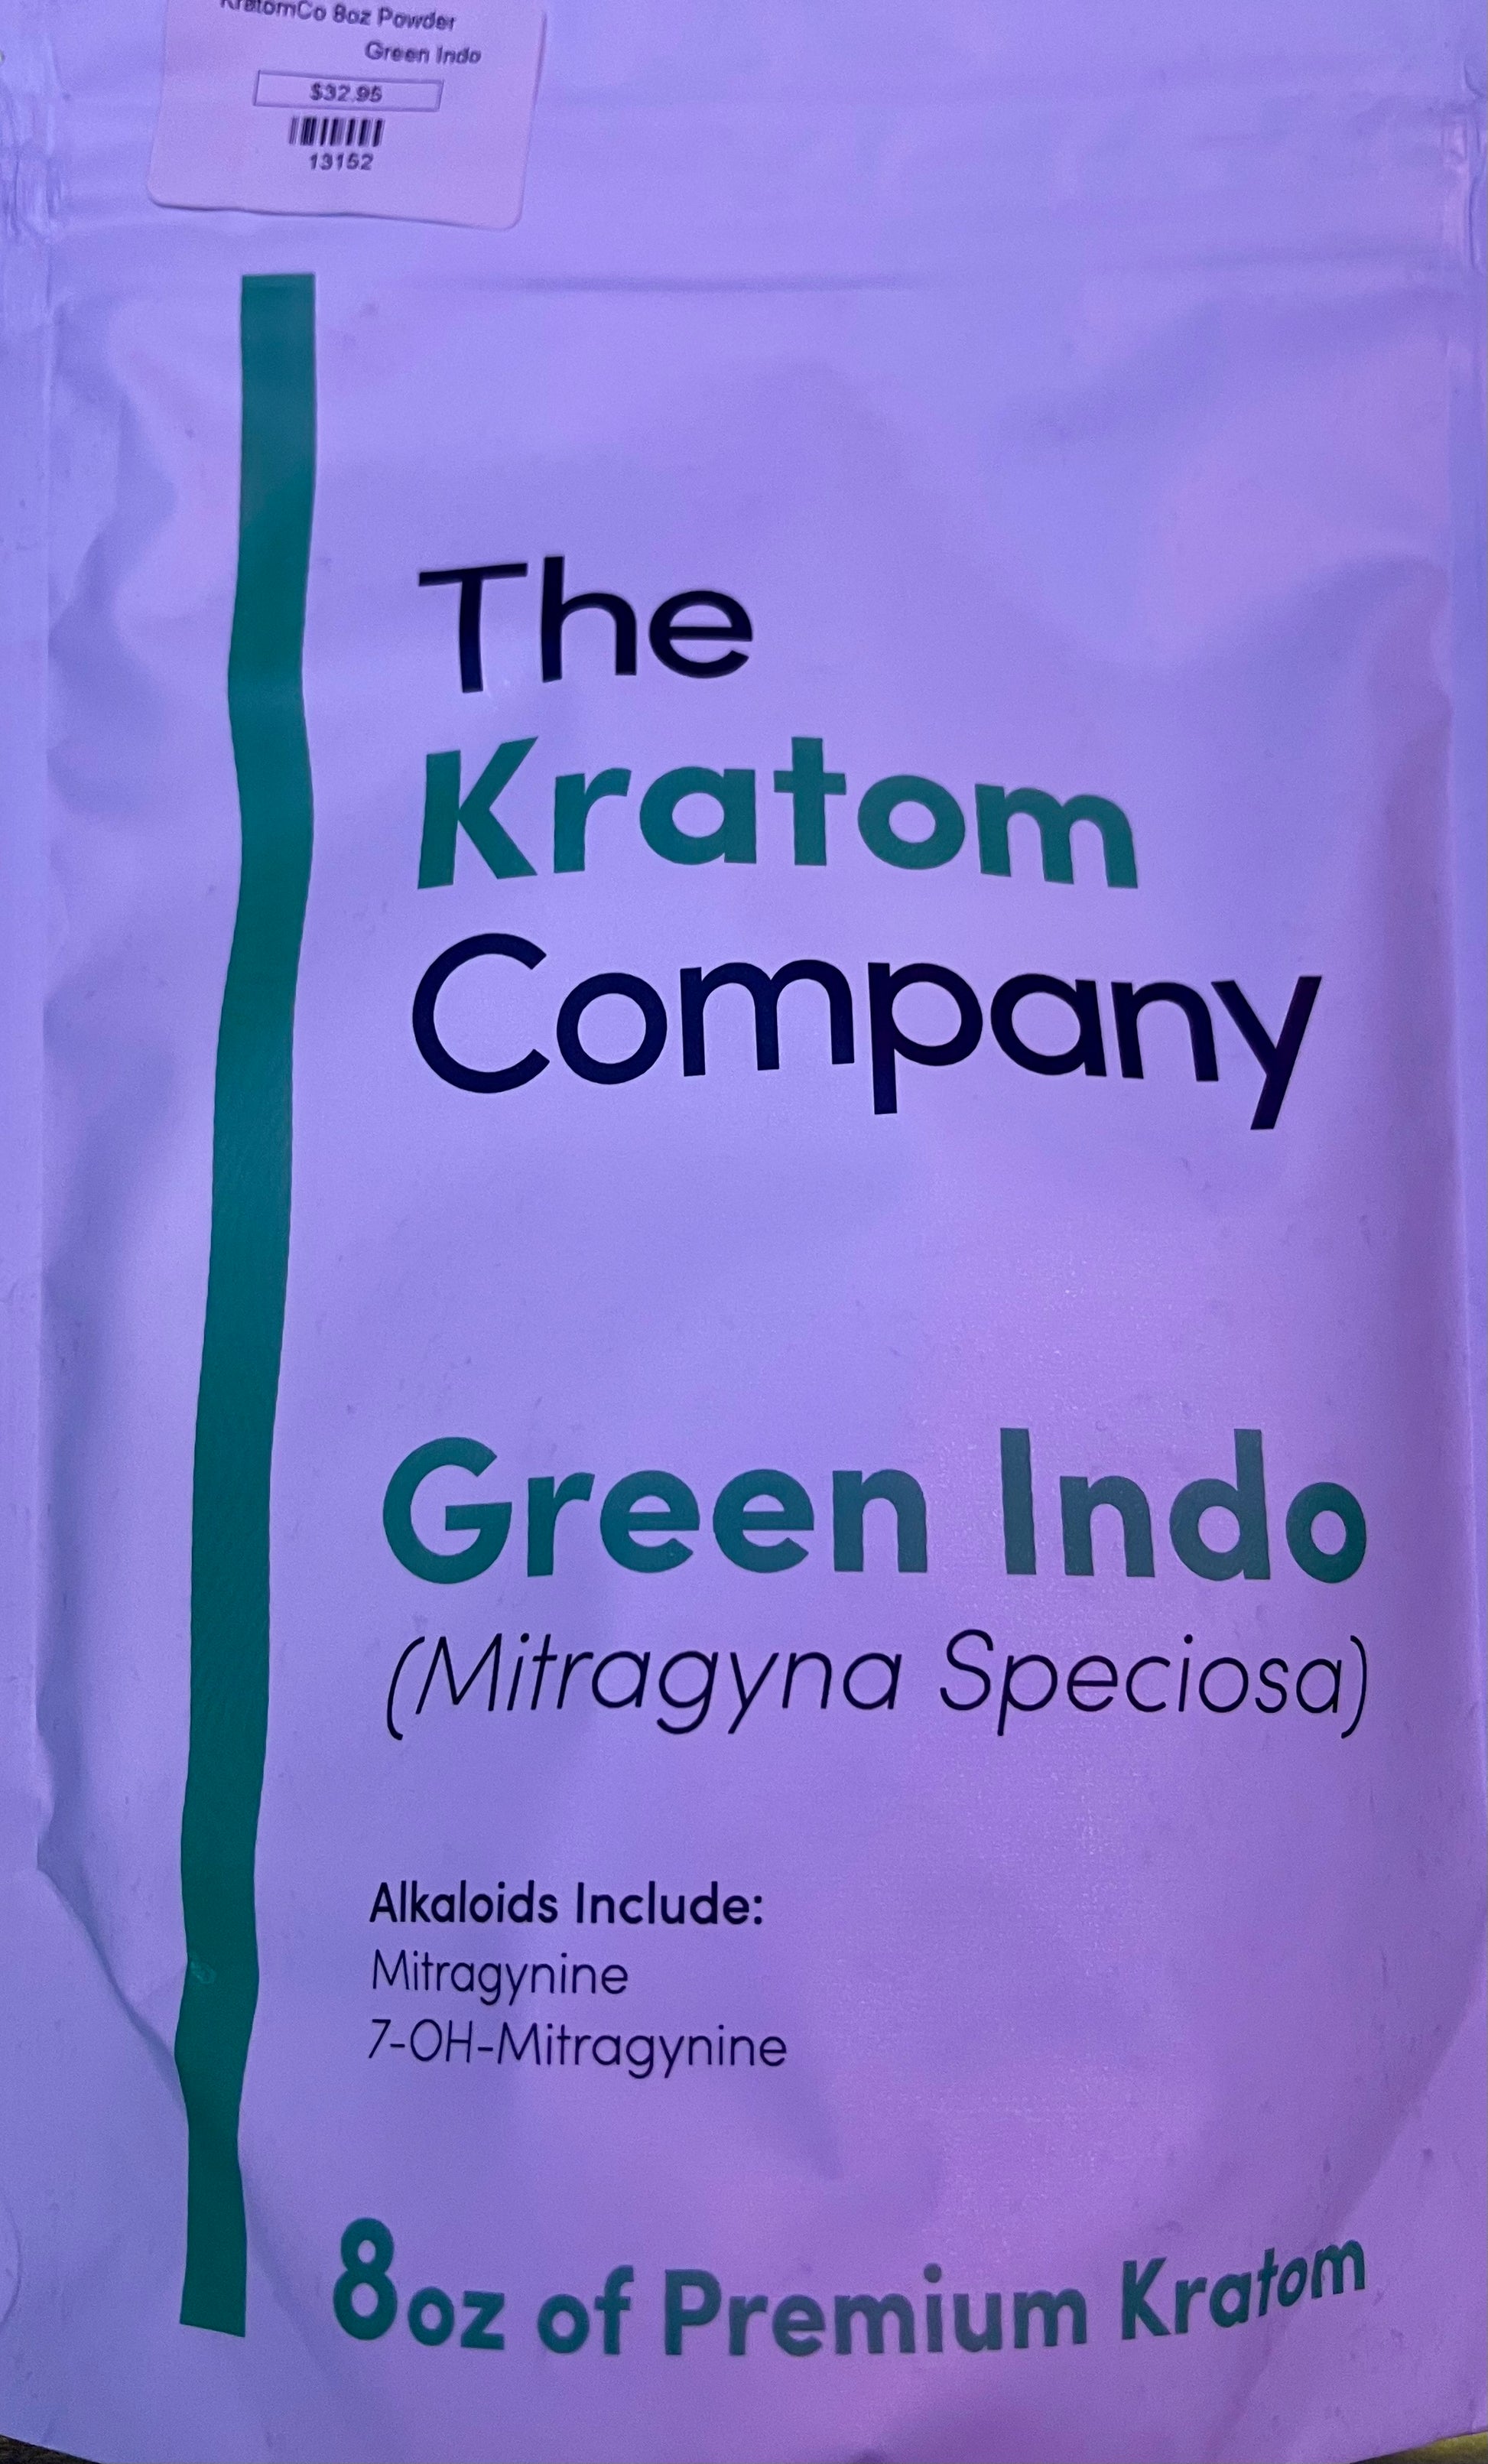 KratomCo 8oz Powder
Green Indo
$32.95
13152
The
Kratom
Company
Green Indo
(Mitragyna Speciosa)
Alkaloids Include:
Mitragynine
7-OH-Mitragynine
8oz of Premium Kratom